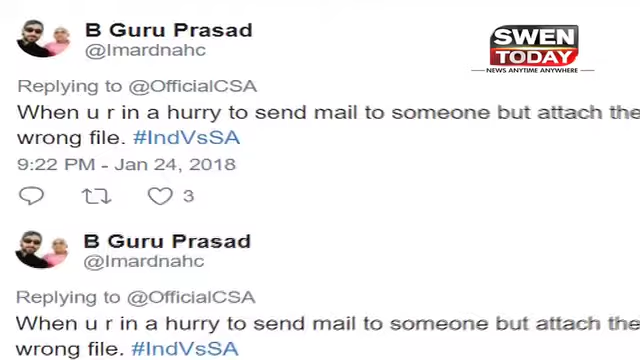 B Guru Prasad
@Imardnahc
SWEN
TODAY
NEWS ANYTIME ANYWHERE
Replying to @OfficialCSA
When u r in a hurry to send mail to someone but attach the
wrong file. #IndVsSA
9:22 PM - Jan 24, 2018
3
B Guru Prasad
@Imardnahc
Replying to @OfficialCSA
When u r in a hurry to send mail to someone but attach the
wrong file. #IndVsSA